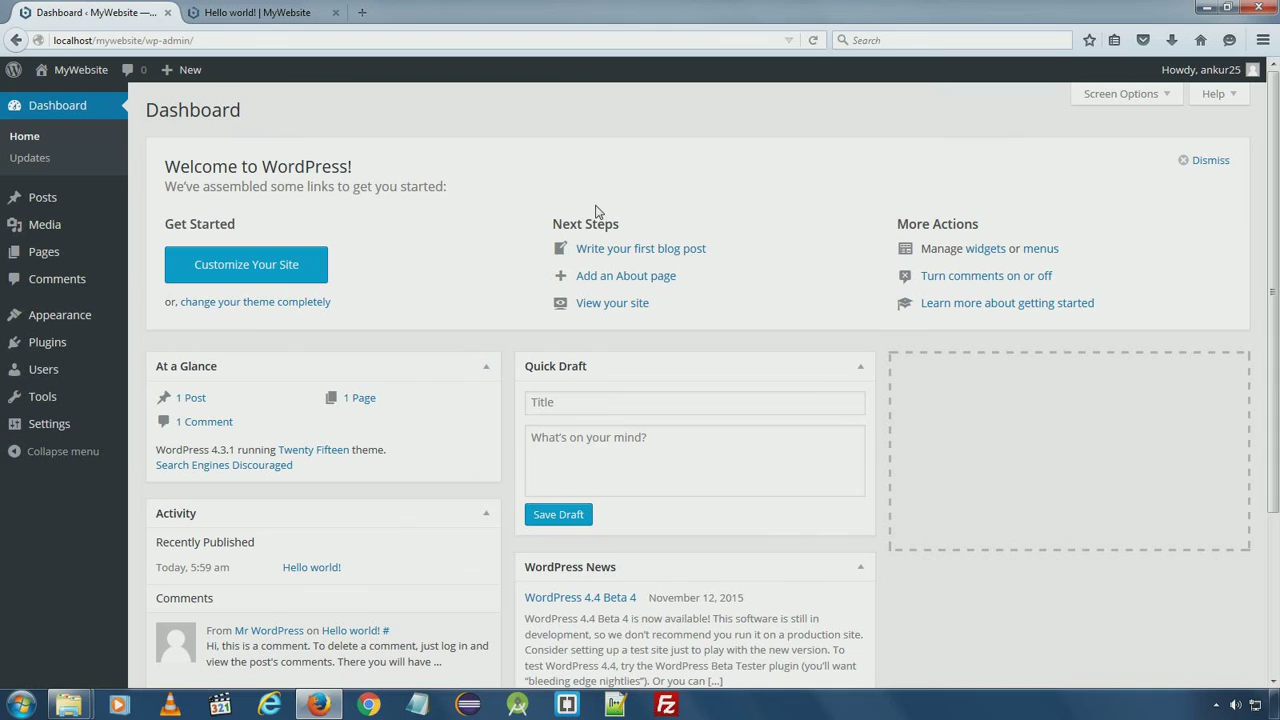 Dashboard ‹ MyWebsite —...
Hello world! | MyWebsite
localhost/mywebsite/wp-admin/
Search
MyWebsite
0
New
Howdy, ankur25
Dashboard
Home
Updates
Posts
Media
Pages
Comments
Appearance
Plugins
Users
Tools
Settings
Collapse menu
Dashboard
Screen Options
Help
Welcome to WordPress!
Dismiss
We've assembled some links to get you started:
Get Started
Customize Your Site
or, change your theme completely
Next Steps
Write your first blog post
Add an About page
View your site
More Actions
Manage widgets or menus
Turn comments on or off
Learn more about getting started
At a Glance
1 Post
1 Page
1 Comment
WordPress 4.3.1 running Twenty Fifteen theme.
Search Engines Discouraged
Activity
Recently Published
Today, 5:59 am
Hello world!
Comments
From Mr WordPress on Hello world! #
Hi, this is a comment. To delete a comment, just log in and
view the post's comments. There you will have ...
Quick Draft
Title
What's on your mind?
Save Draft
WordPress News
WordPress 4.4 Beta 4 November 12, 2015
WordPress 4.4 Beta 4 is now available! This software is still in
development, so we don't recommend you run it on a production site.
Consider setting up a test site just to play with the new version. To
test WordPress 4.4, try the WordPress Beta Tester plugin (you'll want
"bleeding edge nightlies"). Or you can [...]
321
Fz